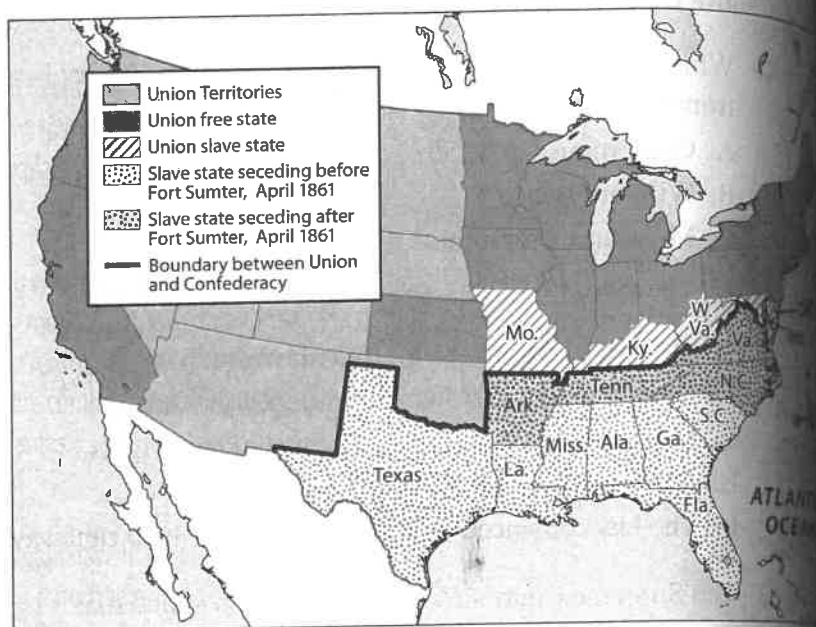 Union Territories
Union free state
Union slave state
Slave state seceding before
Fort Sumter, April 1861
Slave state seceding after
Fort Sumter, April 1861
Boundary between Union
and Confederacy
Mo.
Ky.
W.
Va.
Va.
Tenn.
N.C.
Ark.
S.C.
Miss.
Ala.
Ga.
Texas
La.
Fla.